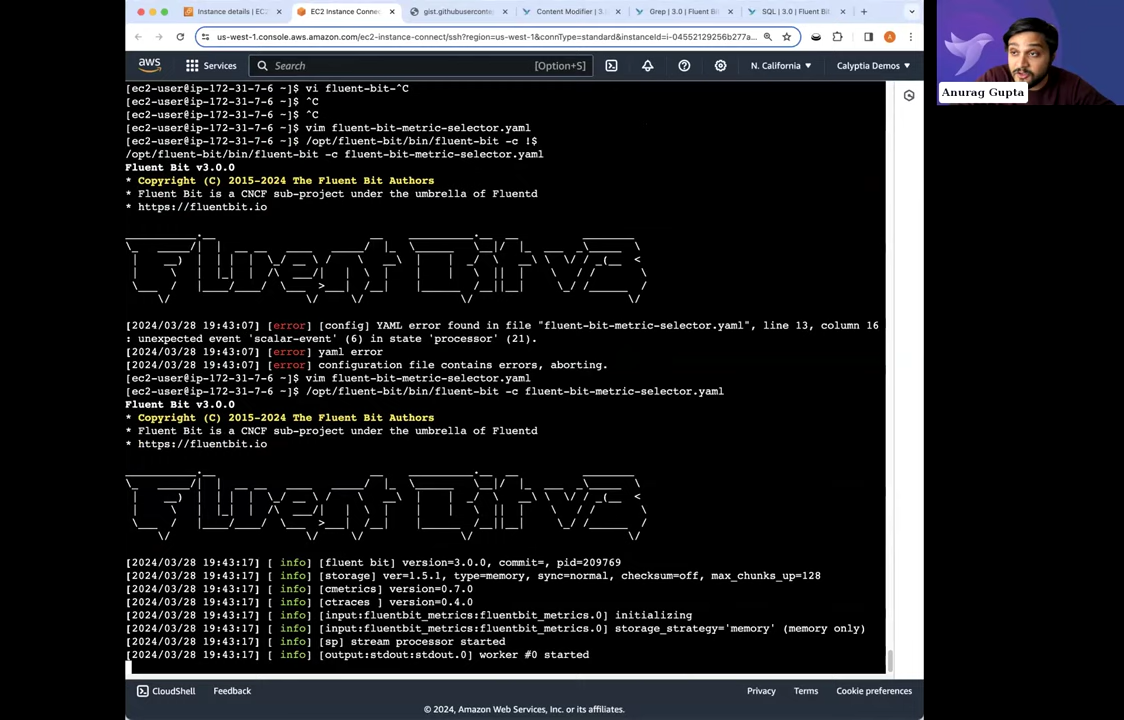 Instance details | EC2
EC2 Instance Connect
gist.githubuserconte
Content Modifier | 3.0
Grep | 3.0 | Fluent Bi
SQL | 3.0 | Fluent Bit
us-west-1.console.aws.amazon.com/ec2-instance-connect/ssh?region=us-west-1&connType=standard&instanceId=i-04552129256b277a...
aws
Services
Search
[Option+S]
N. California
Calyptia Demos
Anurag Gupta
[ec2-user@ip-172-31-7-6 ~]$ vi fluent-bit-^C
[ec2-user@ip-172-31-7-6 ~]$ ^C
[ec2-user@ip-172-31-7-6 ~]$ ^C
[ec2-user@ip-172-31-7-6 ~]$ vim fluent-bit-metric-selector.yaml
[ec2-user@ip-172-31-7-6 ~]$ /opt/fluent-bit/bin/fluent-bit -c !$
/opt/fluent-bit/bin/fluent-bit -c fluent-bit-metric-selector.yaml
Fluent Bit v3.0.0
* Copyright (C) 2015-2024 The Fluent Bit Authors
* Fluent Bit is a CNCF sub-project under the umbrella of Fluentd
* https://fluentbit.io
Fluent Bit v3
[2024/03/28 19:43:07] [error] [config] YAML error found in file "fluent-bit-metric-selector.yaml", line 13, column 16
: unexpected event 'scalar-event' (6) in state 'processor' (21).
[2024/03/28 19:43:07] [error] yaml error
[2024/03/28 19:43:07] [error] configuration file contains errors, aborting.
[ec2-user@ip-172-31-7-6 ~]$ vim fluent-bit-metric-selector.yaml
[ec2-user@ip-172-31-7-6 ~]$ /opt/fluent-bit/bin/fluent-bit -c fluent-bit-metric-selector.yaml
Fluent Bit v3.0.0
* Copyright (C) 2015-2024 The Fluent Bit Authors
* Fluent Bit is a CNCF sub-project under the umbrella of Fluentd
* https://fluentbit.io
Fluent Bit v3
[2024/03/28 19:43:17] [ info] [fluent bit] version=3.0.0, commit=, pid=209769
[2024/03/28 19:43:17] [ info] [storage] ver=1.5.1, type=memory, sync=normal, checksum=off, max_chunks_up=128
[2024/03/28 19:43:17] [ info] [cmetrics] version=0.7.0
[2024/03/28 19:43:17] [ info] [ctraces ] version=0.4.0
[2024/03/28 19:43:17] [ info] [input:fluentbit_metrics:fluentbit_metrics.0] initializing
[2024/03/28 19:43:17] [ info] [input:fluentbit_metrics:fluentbit_metrics.0] storage_strategy='memory' (memory only)
[2024/03/28 19:43:17] [ info] [sp] stream processor started
[2024/03/28 19:43:17] [ info] [output:stdout:stdout.0] worker #0 started
CloudShell
Feedback
Privacy
Terms
Cookie preferences
© 2024, Amazon Web Services, Inc. or its affiliates.